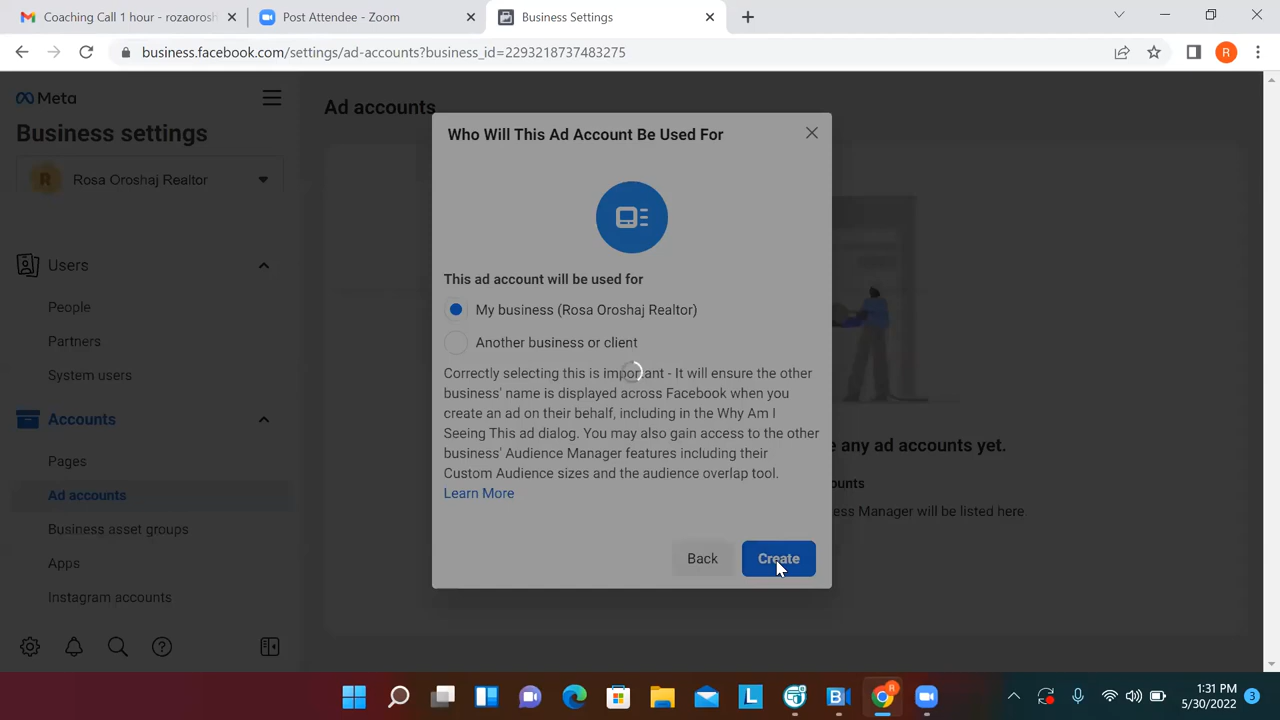 Coaching Call 1 hour - rozaorosh
Post Attendee - Zoom
Business Settings
business.facebook.com/settings/ad-accounts?business_id=2293218737483275
R
Meta
Business settings
R
Rosa Oroshaj Realtor
Users
People
Partners
System users
Accounts
Pages
Ad accounts
Business asset groups
Apps
Instagram accounts
Ad accounts
Who Will This Ad Account Be Used For
This ad account will be used for
My business (Rosa Oroshaj Realtor)
Another business or client
Correctly selecting this is important - It will ensure the other
business' name is displayed across Facebook when you
create an ad on their behalf, including in the Why Am I
Seeing This ad dialog. You may also gain access to the other
business' Audience Manager features including their
Custom Audience sizes and the audience overlap tool.
Learn More
Back
Create
e any ad accounts yet.
ounts
ess Manager will be listed here
L
B
R
1:31 PM
5/30/2022
3